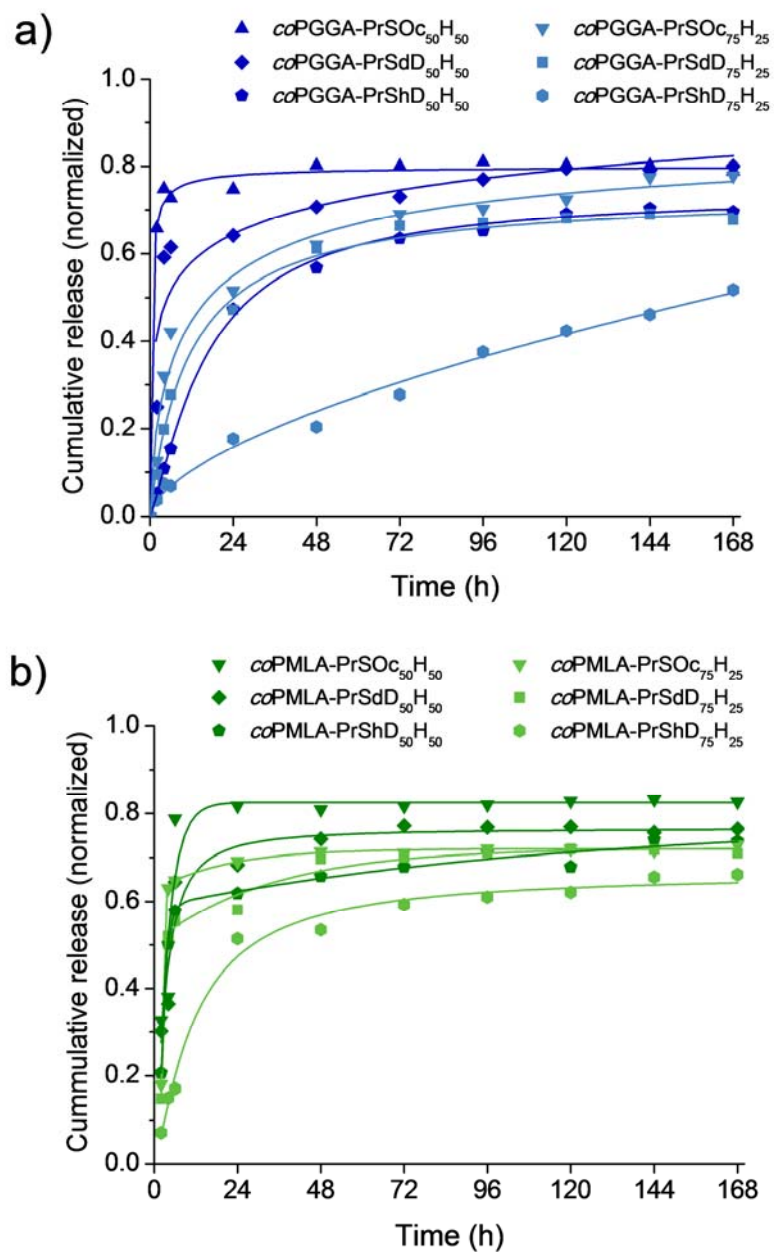 a)
coPGGA-PrSOc50H50 coPGGA-PrSOc75H25
coPGGA-PrSdD50H50 coPGGA-PrSdD75H25
coPGGA-PrShD50H50 coPGGA-PrShD75H25
Cumulative release (normalized)
1.0
0.8
0.6
0.4
0.2
0.0
0 24 48 72 96 120 144 168
Time (h)
b)
coPMLA-PrSOc50H50 coPMLA-PrSOc75H25
coPMLA-PrSdD50H50 coPMLA-PrSdD75H25
coPMLA-PrShD50H50 coPMLA-PrShD75H25
Cummulative release (normalized)
1.0
0.8
0.6
0.4
0.2
0.0
0 24 48 72 96 120 144 168
Time (h)